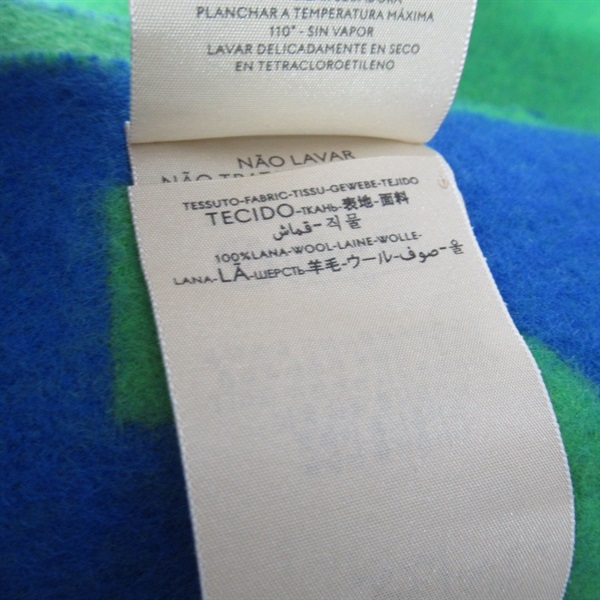 PLANCHAR A TEMPERATURA MÁXIMA
110° - SIN VAPOR
LAVAR DELICADAMENTE EN SECO
EN TETRACLOROETILENO
NÃO LAVAR
TESSUTO-FABRIC-TISSU-GEWEBE-TEJIDO
TECIDO-ТКАНЬ-表地-面料
직물-قماش
100%LANA-WOOL-LAINE-WOLLE-
LANA-LÃ-ШЕРСТЬ-羊毛-ウール-صوف-울